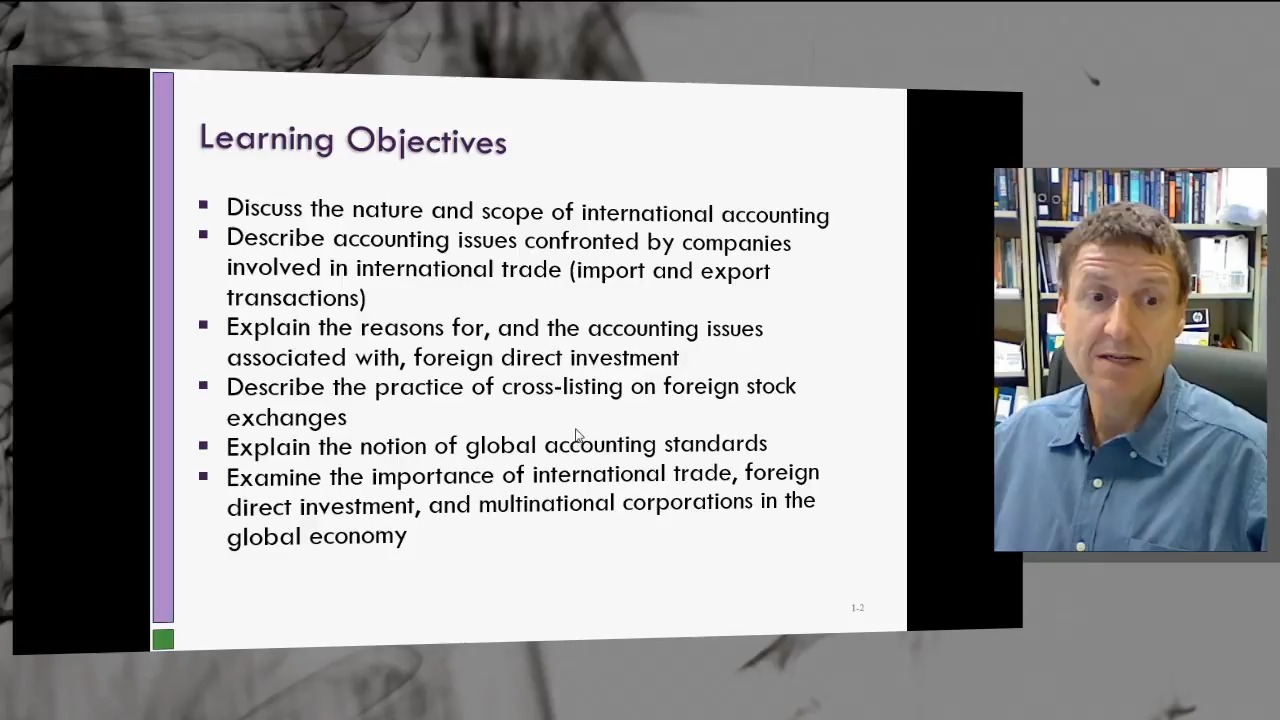 Learning Objectives
Discuss the nature and scope of international accounting
Describe accounting issues confronted by companies
involved in international trade (import and export
transactions)
Explain the reasons for, and the accounting issues
associated with, foreign direct investment
Describe the practice of cross-listing on foreign stock
exchanges
Explain the notion of global accounting standards
Examine the importance of international trade, foreign
direct investment, and multinational corporations in the
global economy
1-2